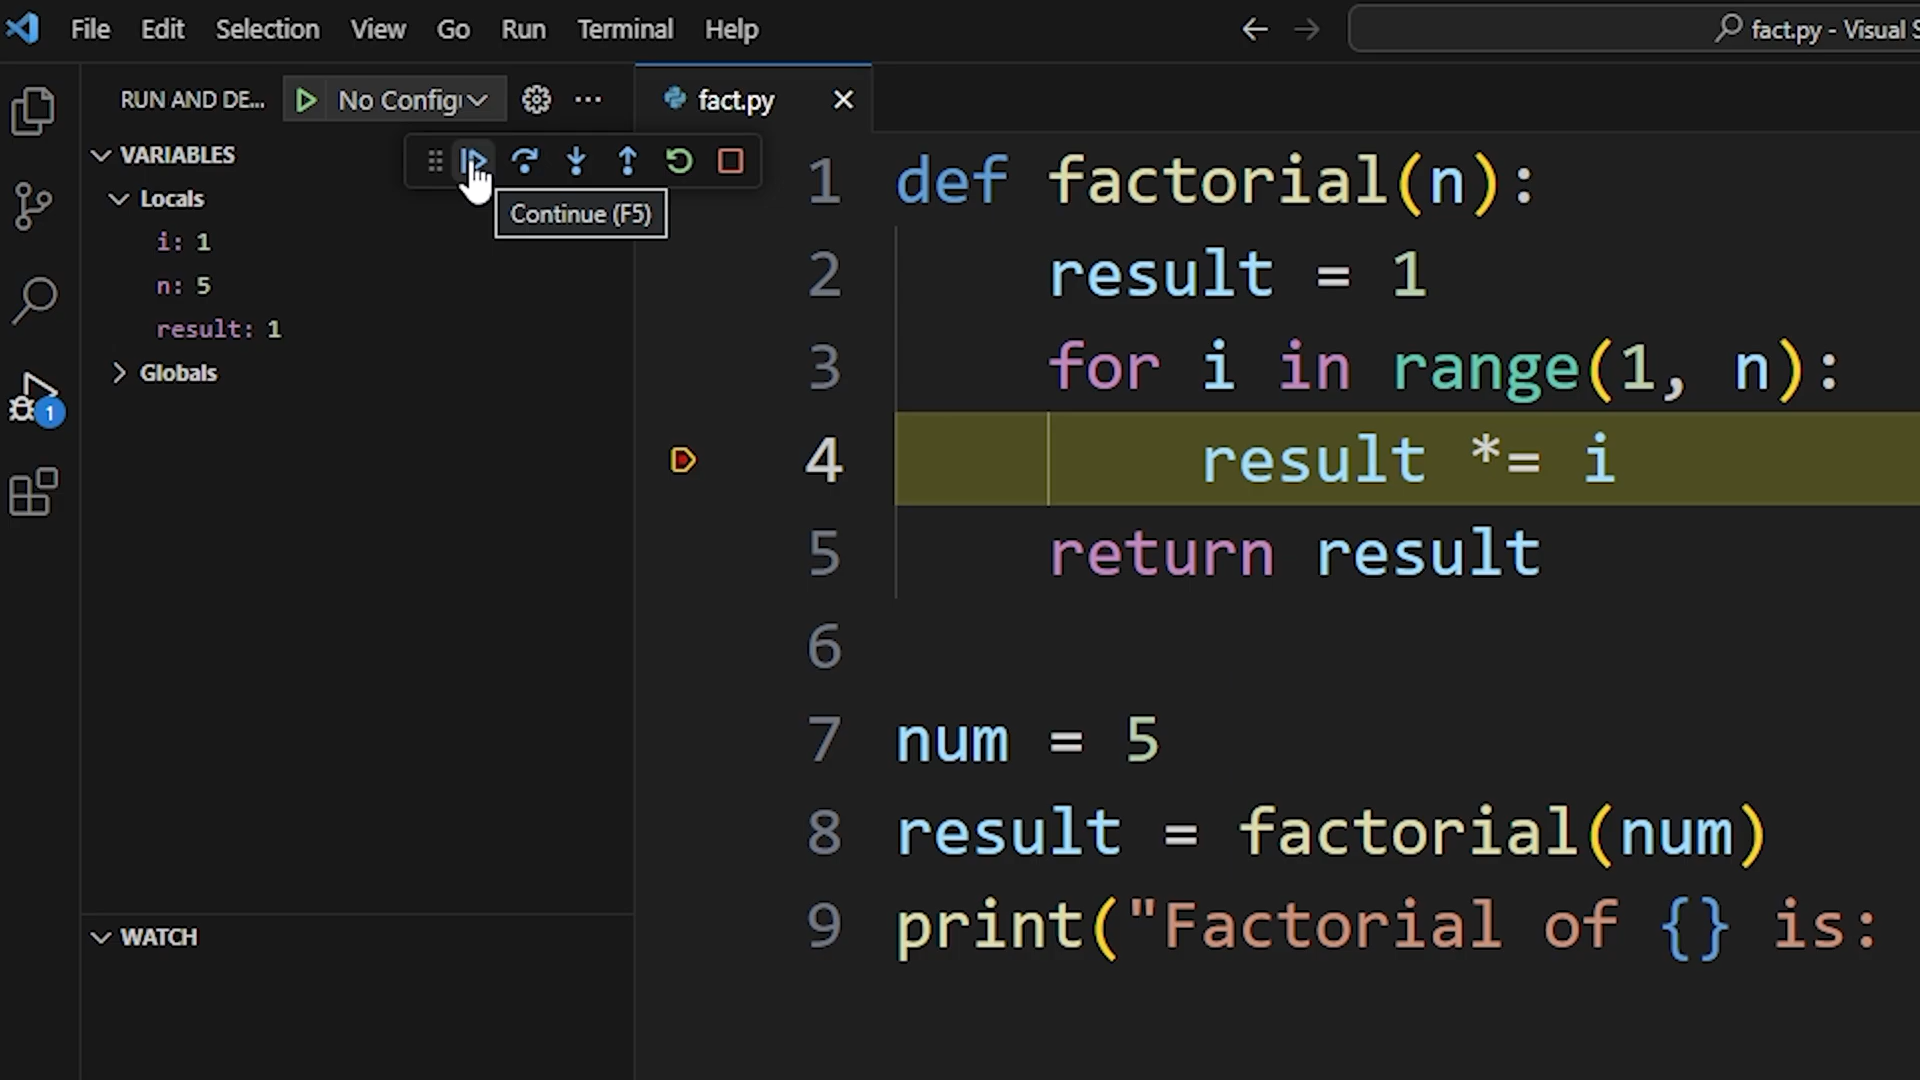 File Edit Selection View Go Run Terminal Help
fact.py - Visual S
RUN AND DE... No Config
fact.py
VARIABLES
Locals
i: 1
n: 5
result: 1
Globals
Continue (F5)
1
WATCH
1 def factorial(n):
2 result = 1
3 for i in range(1, n):
4 result *= i
5 return result
6
7 num = 5
8 result = factorial(num)
9 print("Factorial of {} is: